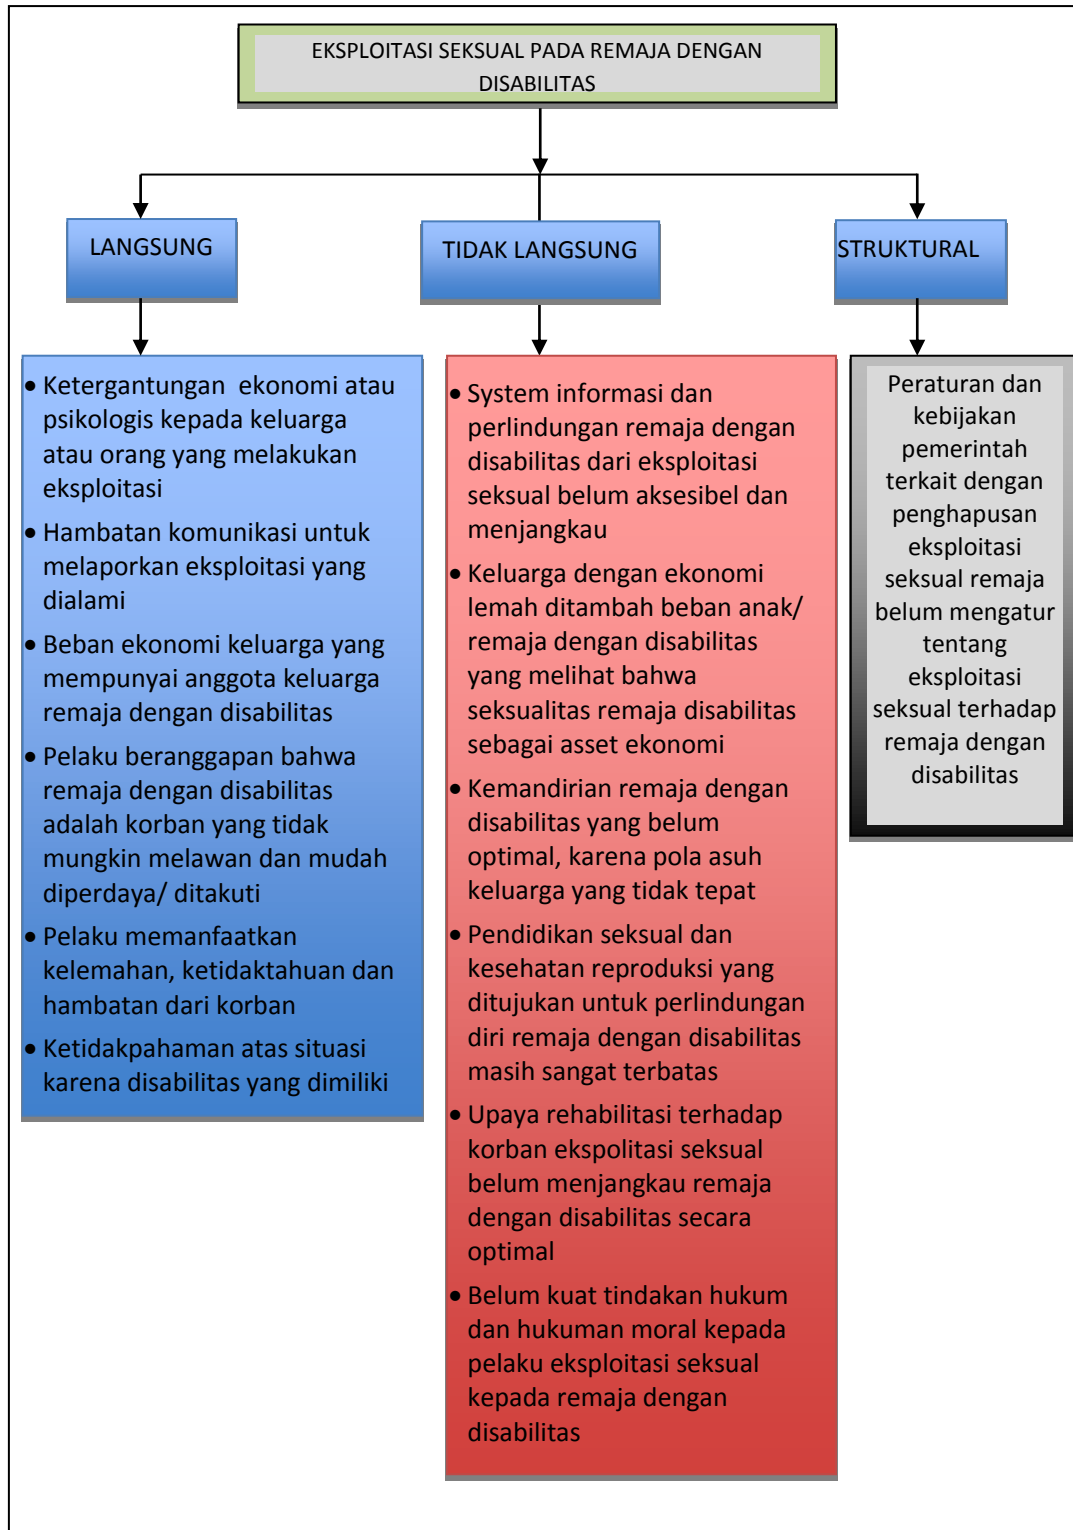 EKSPLOITASI SEKSUAL PADA REMAJA DENGAN
DISABILITAS
LANGSUNG
TIDAK LANGSUNG
STRUKTURAL
• Ketergantungan ekonomi atau
psikologis kepada keluarga
atau orang yang melakukan
eksploitasi
• Hambatan komunikasi untuk
melaporkan eksploitasi yang
dialami
• Beban ekonomi keluarga yang
mempunyai anggota keluarga
remaja dengan disabilitas
• Pelaku beranggapan bahwa
remaja dengan disabilitas
adalah korban yang tidak
mungkin melawan dan mudah
diperdaya/ ditakuti
• Pelaku memanfaatkan
kelemahan, ketidaktahuan dan
hambatan dari korban
• Ketidakpahaman atas situasi
karena disabilitas yang dimiliki
• System informasi dan
perlindungan remaja dengan
disabilitas dari eksploitasi
seksual belum aksesibel dan
menjangkau
• Keluarga dengan ekonomi
lemah ditambah beban anak/
remaja dengan disabilitas
yang melihat bahwa
seksualitas remaja disabilitas
sebagai asset ekonomi
• Kemandirian remaja dengan
disabilitas yang belum
optimal, karena pola asuh
keluarga yang tidak tepat
• Pendidikan seksual dan
kesehatan reproduksi yang
ditujukan untuk perlindungan
diri remaja dengan disabilitas
masih sangat terbatas
• Upaya rehabilitasi terhadap
korban ekspolitasi seksual
belum menjangkau remaja
dengan disabilitas secara
optimal
• Belum kuat tindakan hukum
dan hukuman moral kepada
pelaku eksploitasi seksual
kepada remaja dengan
disabilitas
Peraturan dan
kebijakan
pemerintah
terkait dengan
penghapusan
eksploitasi
seksual remaja
belum mengatur
tentang
eksploitasi
seksual terhadap
remaja dengan
disabilitas